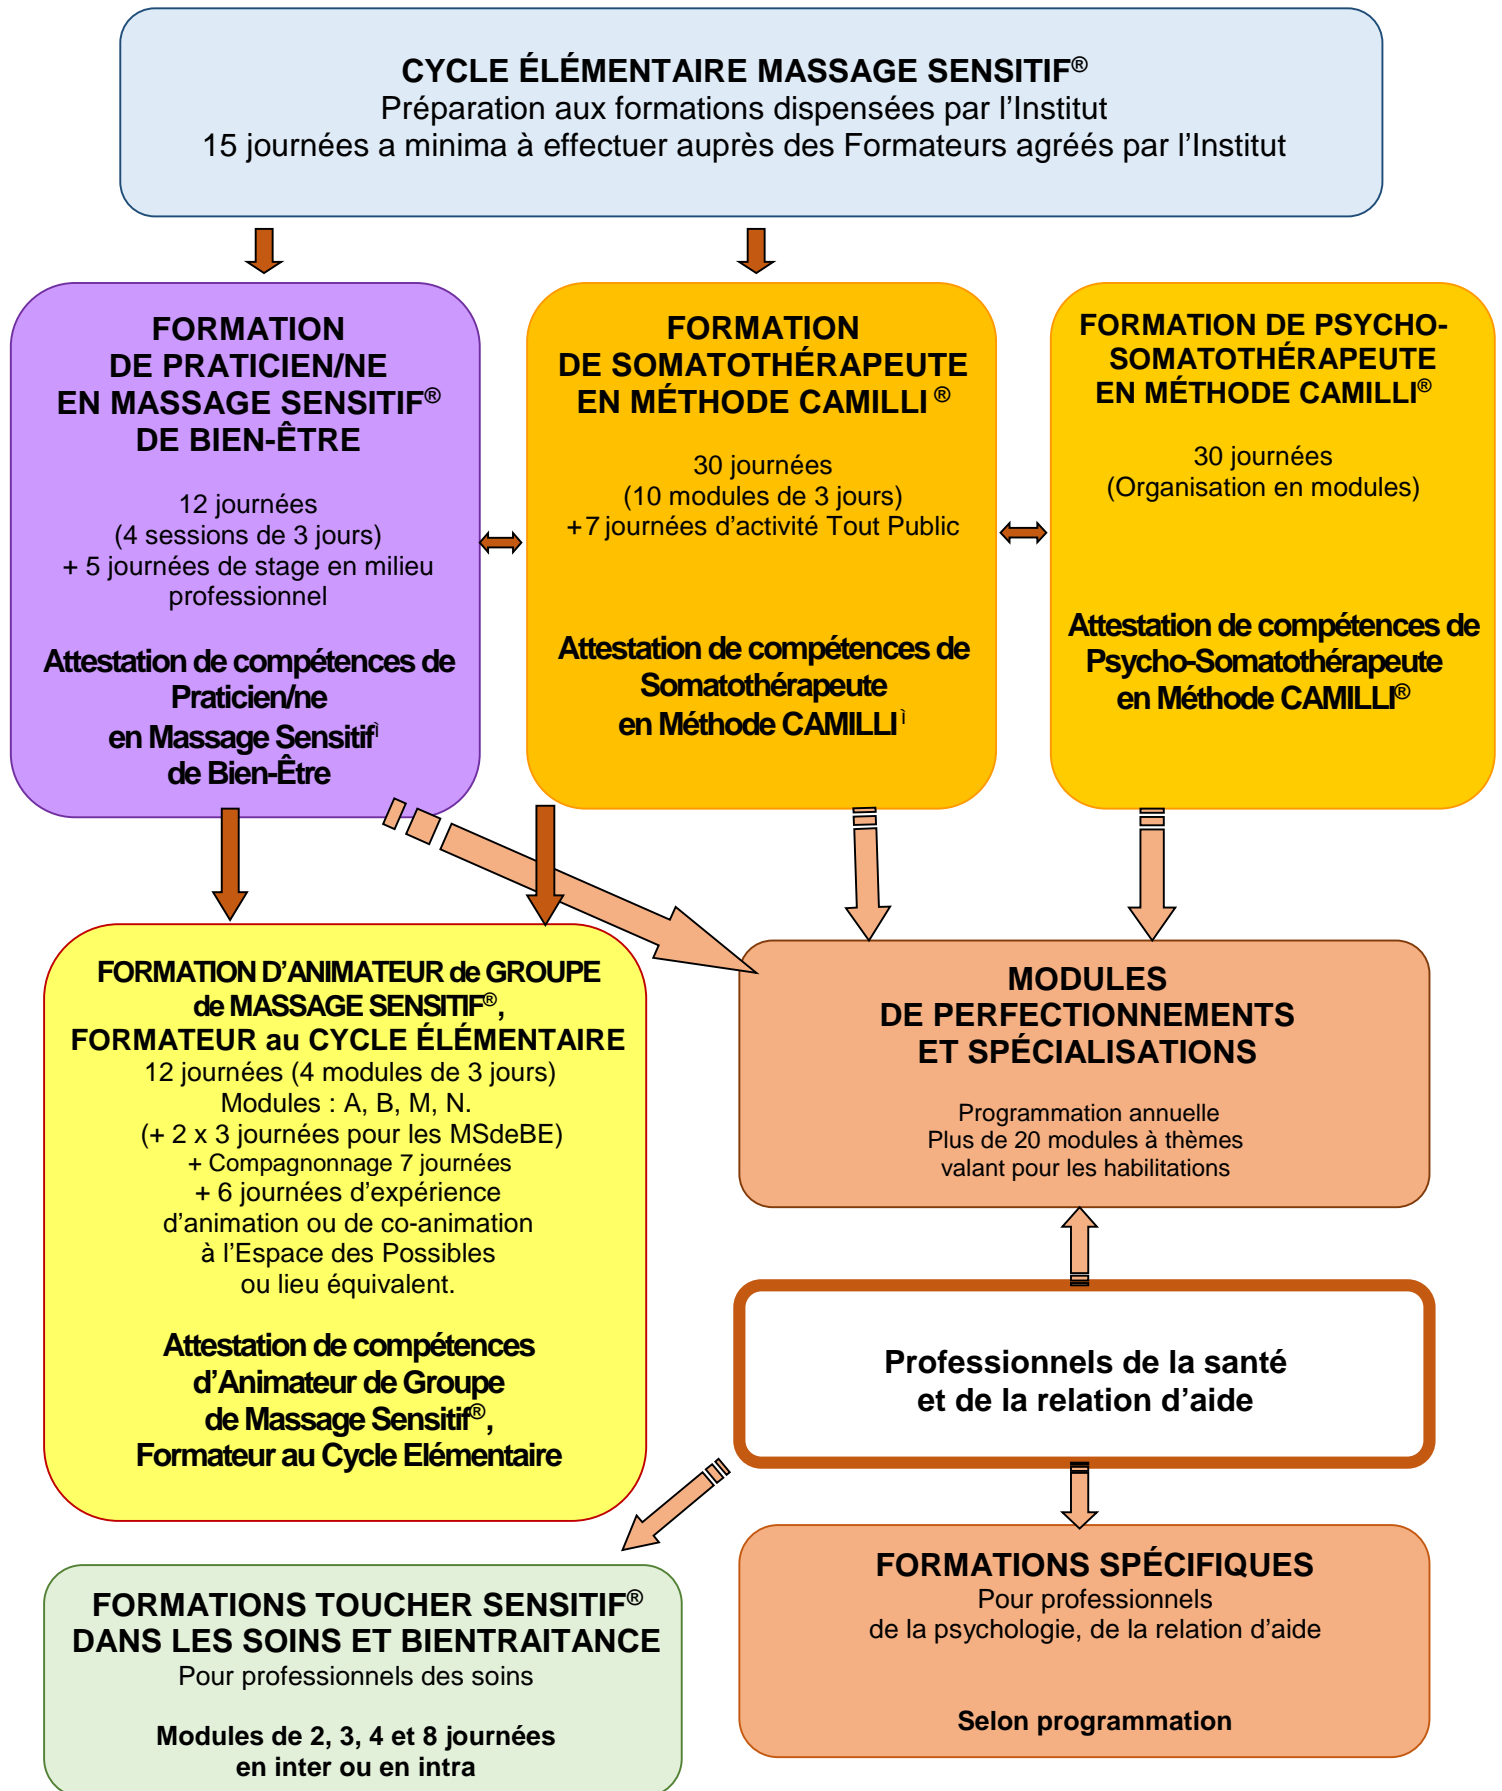 CYCLE ÉLÉMENTAIRE MASSAGE SENSITIF®
Préparation aux formations dispensées par l'Institut
15 journées a minima à effectuer auprès des Formateurs agréés par l'Institut
FORMATION
DE PRATICIEN/NE
EN MASSAGE SENSITIF®
DE BIEN-ÊTRE
12 journées
(4 sessions de 3 jours)
+ 5 journées de stage en milieu
professionnel
Attestation de compétences de
Praticien/ne
en Massage Sensitifì
de Bien-Être
FORMATION
DE SOMATOTHÉRAPEUTE
EN MÉTHODE CAMILLI ®
30 journées
(10 modules de 3 jours)
+ 7 journées d'activité Tout Public
Attestation de compétences de
Somatothérapeute
en Méthode CAMILLI ì
FORMATION DE PSYCHO-
SOMATOTHÉRAPEUTE
EN MÉTHODE CAMILLI®
30 journées
(Organisation en modules)
Attestation de compétences de
Psycho-Somatothérapeute
en Méthode CAMILLI®
FORMATION D'ANIMATEUR de GROUPE
de MASSAGE SENSITIF®,
FORMATEUR au CYCLE ÉLÉMENTAIRE
12 journées (4 modules de 3 jours)
Modules : A, B, M, N.
(+ 2 x 3 journées pour les MSdeBE)
+ Compagnonnage 7 journées
+ 6 journées d'expérience
d'animation ou de co-animation
à l'Espace des Possibles
ou lieu équivalent.
Attestation de compétences
d'Animateur de Groupe
de Massage Sensitif®,
Formateur au Cycle Elémentaire
MODULES
DE PERFECTIONNEMENTS
ET SPÉCIALISATIONS
Programmation annuelle
Plus de 20 modules à thèmes
valant pour les habilitations
Professionnels de la santé
et de la relation d'aide
FORMATIONS TOUCHER SENSITIF®
DANS LES SOINS ET BIENTRAITANCE
Pour professionnels des soins
Modules de 2, 3, 4 et 8 journées
en inter ou en intra
FORMATIONS SPÉCIFIQUES
Pour professionnels
de la psychologie, de la relation d'aide
Selon programmation